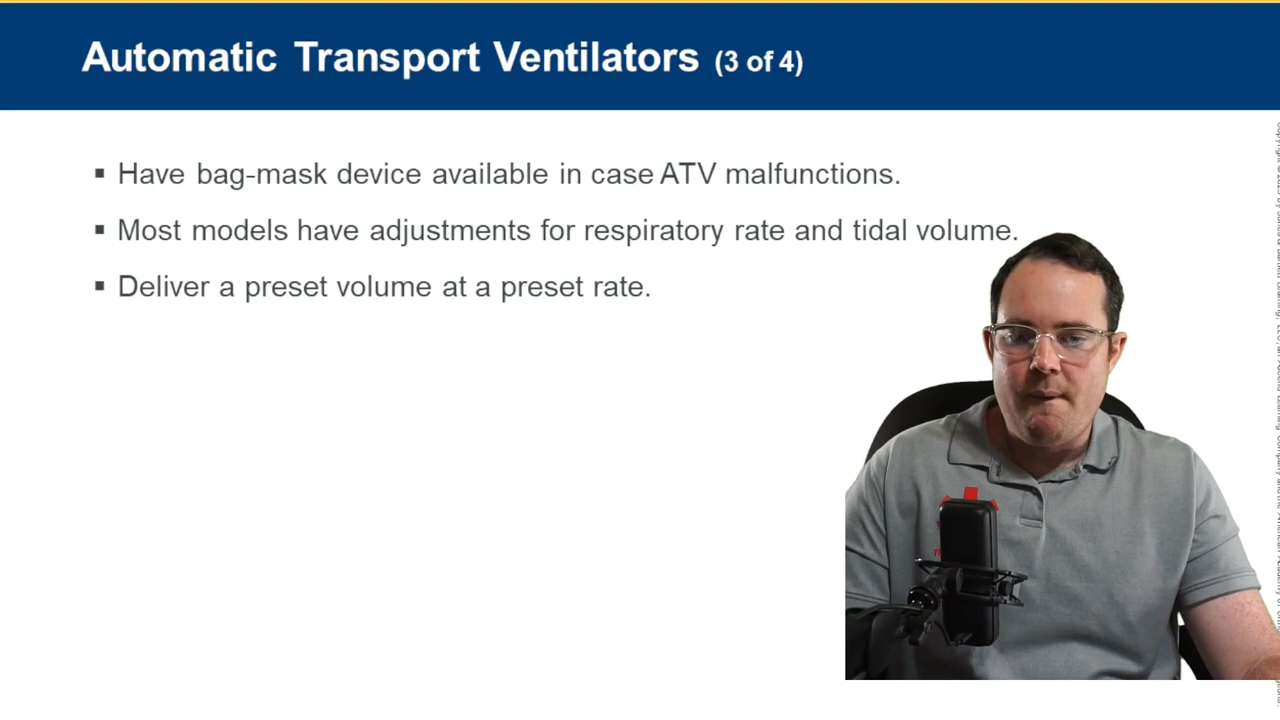 Automatic Transport Ventilators (3 of 4)
▪ Have bag-mask device available in case ATV malfunctions.
▪ Most models have adjustments for respiratory rate and tidal volume.
▪ Deliver a preset volume at a preset rate.